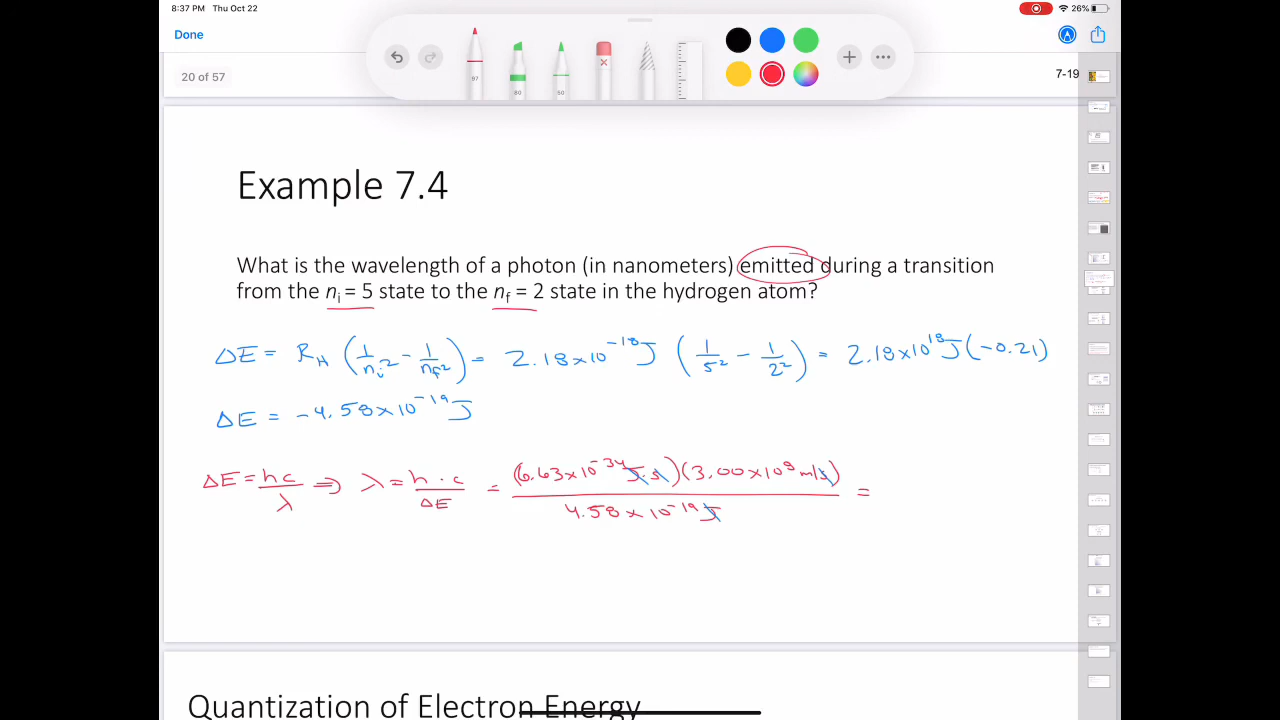 8:37 PM Thu Oct 22
26%
Done
97
80
50
20 of 57
7-19
Example 7.4
What is the wavelength of a photon (in nanometers) emitted during a transition
from the nᵢ = 5 state to the n_f = 2 state in the hydrogen atom?
ΔE = R_H (1/nᵢ² - 1/n_f²) = 2.18 x 10⁻¹⁸ J (1/5² - 1/2²) = 2.18 x 10¹⁸ J (-0.21)
ΔE = -4.58 x 10⁻¹⁹ J
ΔE = hc/λ ⇒ λ = h · c/ΔE = (6.63 x 10⁻³⁴ J·s)(3.00 x 10⁸ m/s)/4.58 x 10⁻¹⁹ J =
Quantization of Electron Energy